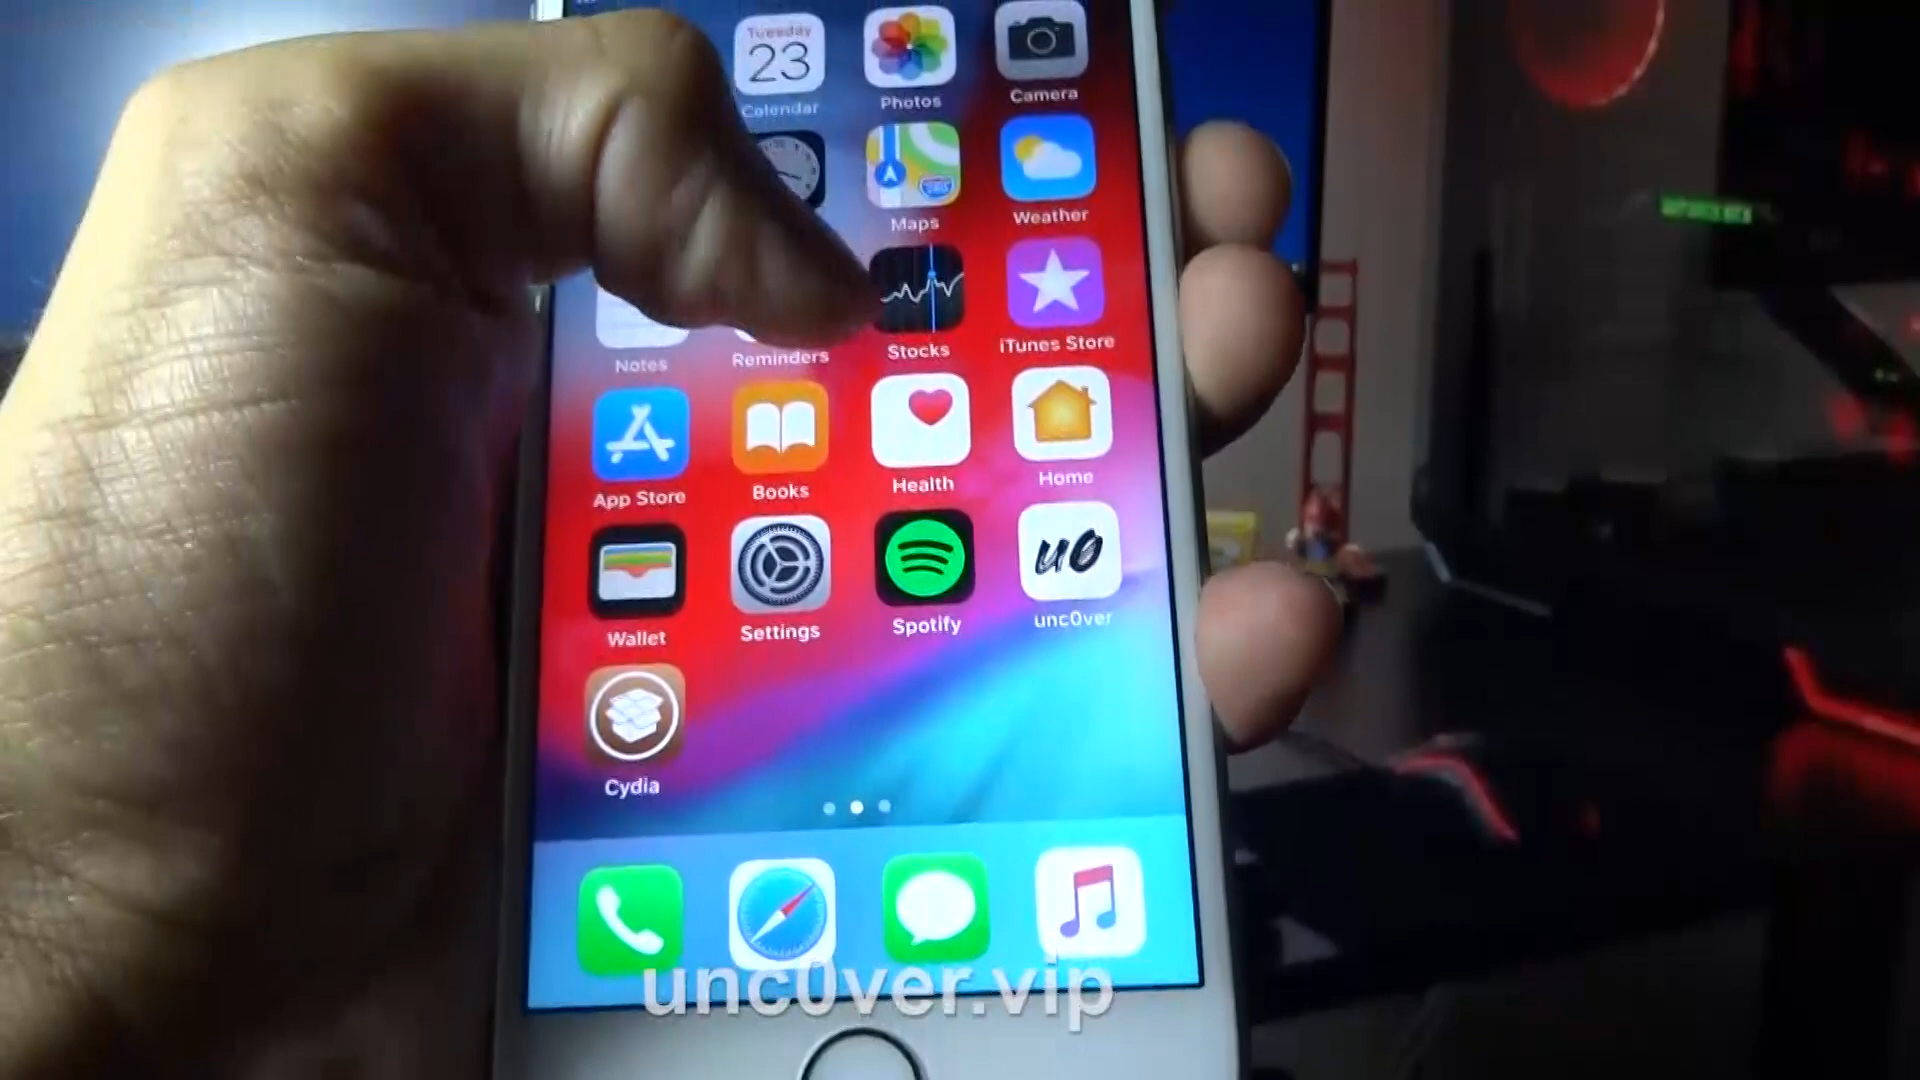 Tuesday
23
Calendar
Photos
Camera
Maps
Weather
Notes
Reminders
Stocks
iTunes Store
App Store
Books
Health
Home
u0
Wallet
Settings
Spotify
unc0ver
Cydia
unc0ver.vip